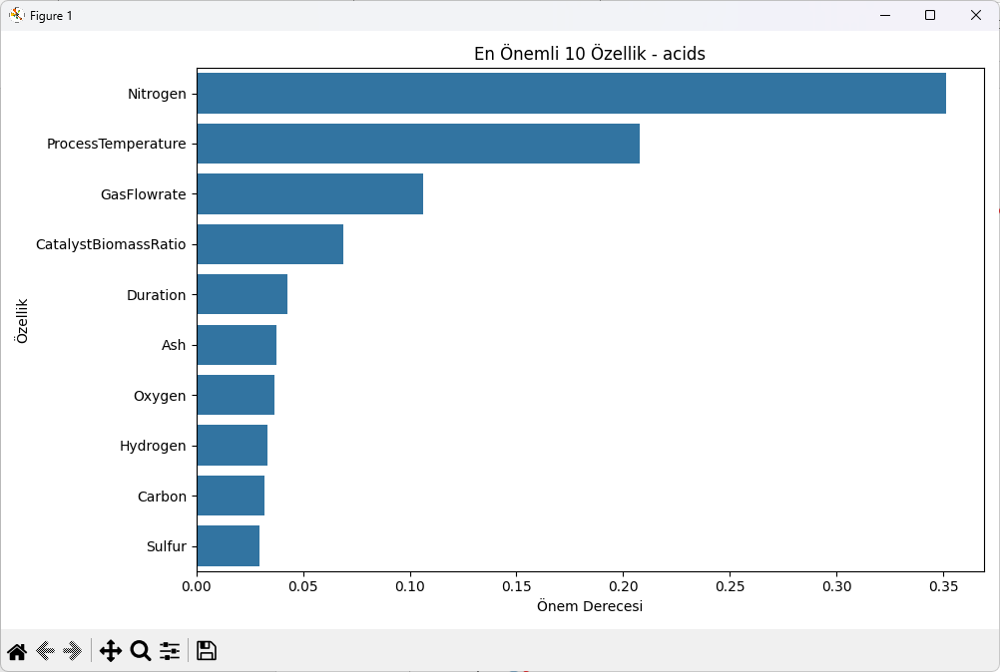 Figure 1
En Önemli 10 Özellik - acids
Nitrogen
ProcessTemperature
GasFlowrate
CatalystBiomassRatio
Duration
Ash
Oxygen
Hydrogen
Carbon
Sulfur
Özellik
0.00 0.05 0.10 0.15 0.20 0.25 0.30 0.35
Önem Derecesi